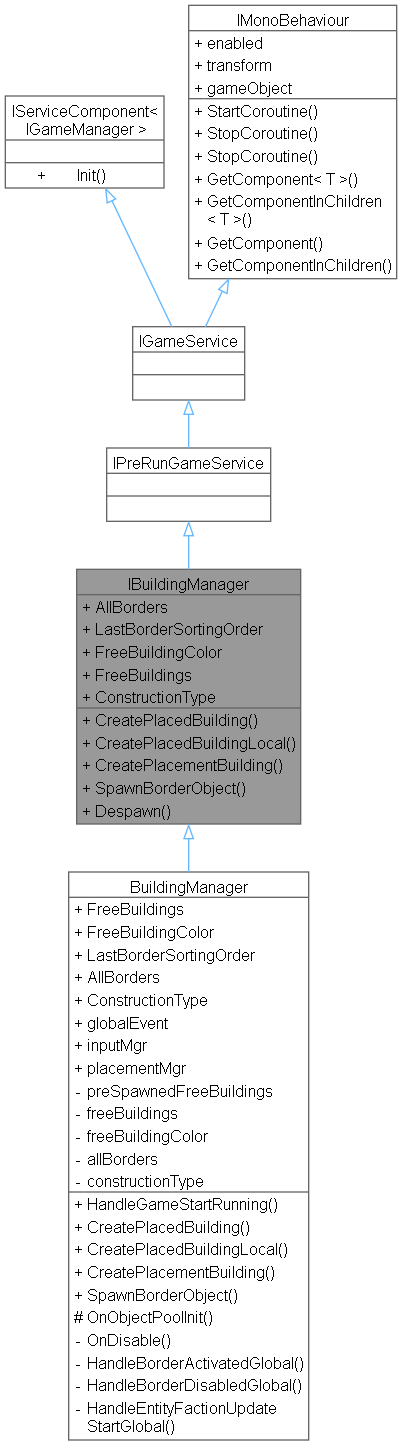 IMonoBehaviour
+ enabled
+ transform
+ gameObject
+ StartCoroutine()
+ StopCoroutine()
+ StopCoroutine()
+ GetComponent< T >()
+ GetComponentInChildren
< T >()
+ GetComponent()
+ GetComponentInChildren()
IServiceComponent<
IGameManager >
+ Init()
IGameService
IPreRunGameService
IBuildingManager
+ AllBorders
+ LastBorderSortingOrder
+ FreeBuildingColor
+ FreeBuildings
+ ConstructionType
+ CreatePlacedBuilding()
+ CreatePlacedBuildingLocal()
+ CreatePlacementBuilding()
+ SpawnBorderObject()
+ Despawn()
BuildingManager
+ FreeBuildings
+ FreeBuildingColor
+ LastBorderSortingOrder
+ AllBorders
+ ConstructionType
+ globalEvent
+ inputMgr
+ placementMgr
- preSpawnedFreeBuildings
- freeBuildings
- freeBuildingColor
- allBorders
- constructionType
+ HandleGameStartRunning()
+ CreatePlacedBuilding()
+ CreatePlacedBuildingLocal()
+ CreatePlacementBuilding()
+ SpawnBorderObject()
# OnObjectPoolInit()
- OnDisable()
- HandleBorderActivatedGlobal()
- HandleBorderDisabledGlobal()
- HandleEntityFactionUpdate
StartGlobal()